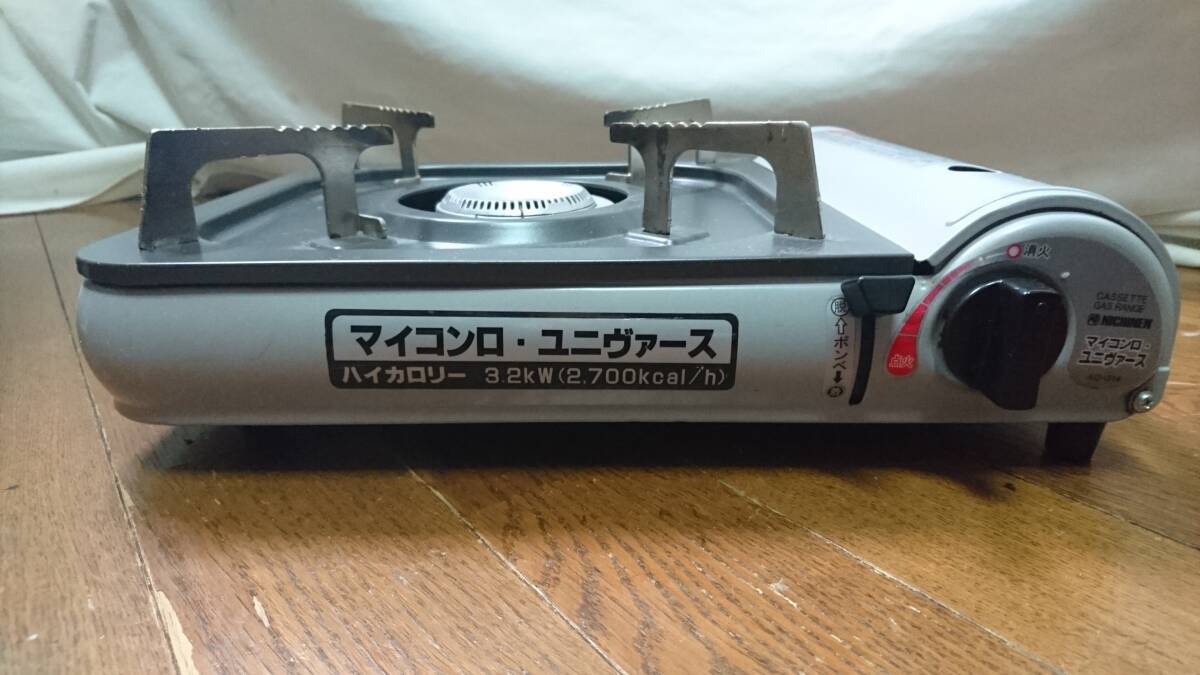 マイコンロ・ユニヴァース
ハイカロリー 3.2kW(2,700kcal/h)
脱
⇧ボンベ⬇
消火
点火
CASSETTE
GAS RANGE
NICHINEN
マイコンロ・
ユニヴァース